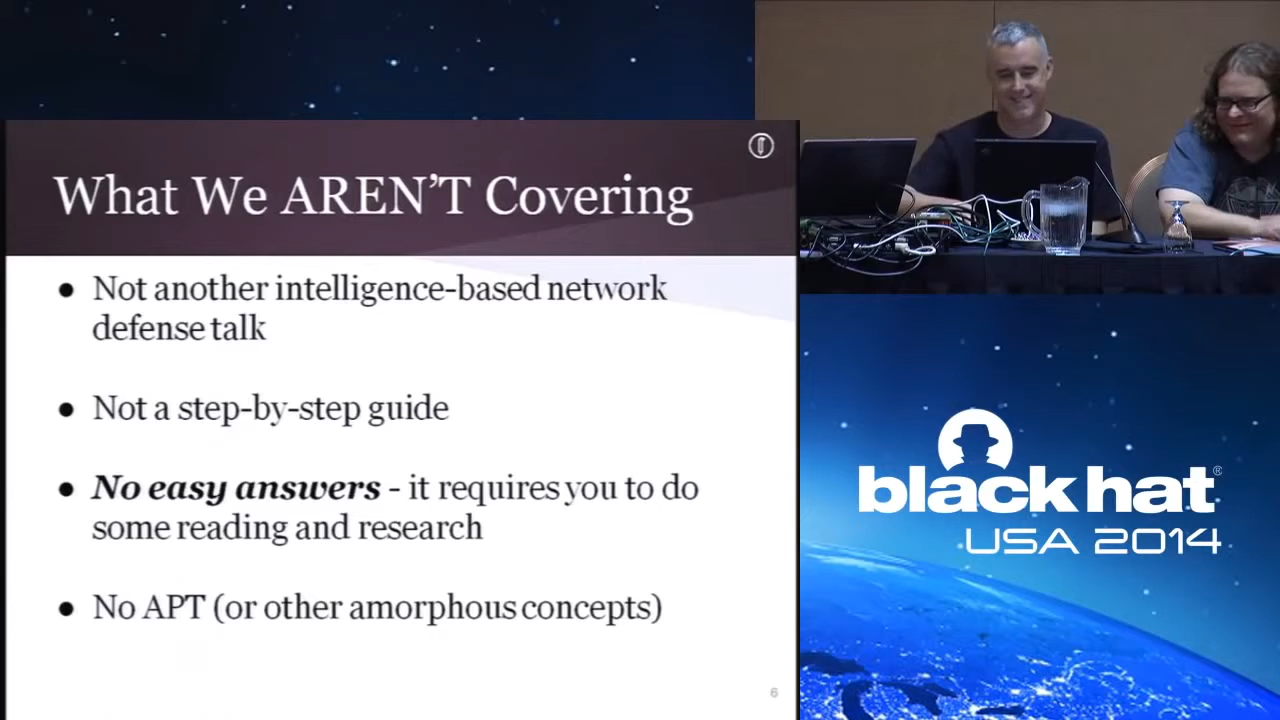 What We AREN'T Covering
● Not another intelligence-based network
defense talk
● Not a step-by-step guide
● No easy answers - it requires you to do
some reading and research
● No APT (or other amorphous concepts)
6
black hat®
USA 2014